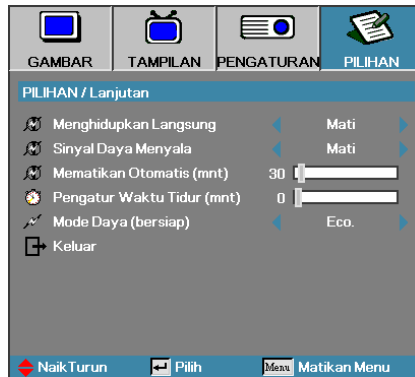 GAMBAR TAMPILAN PENGATURAN PILIHAN
PILIHAN / Lanjutan
Menghidupkan Langsung Mati
Sinyal Daya Menyala Mati
Mematikan Otomatis (mnt) 30
Pengatur Waktu Tidur (mnt) 0
Mode Daya (bersiap) Eco.
Keluar
NaikTurun Pilih Menu Matikan Menu